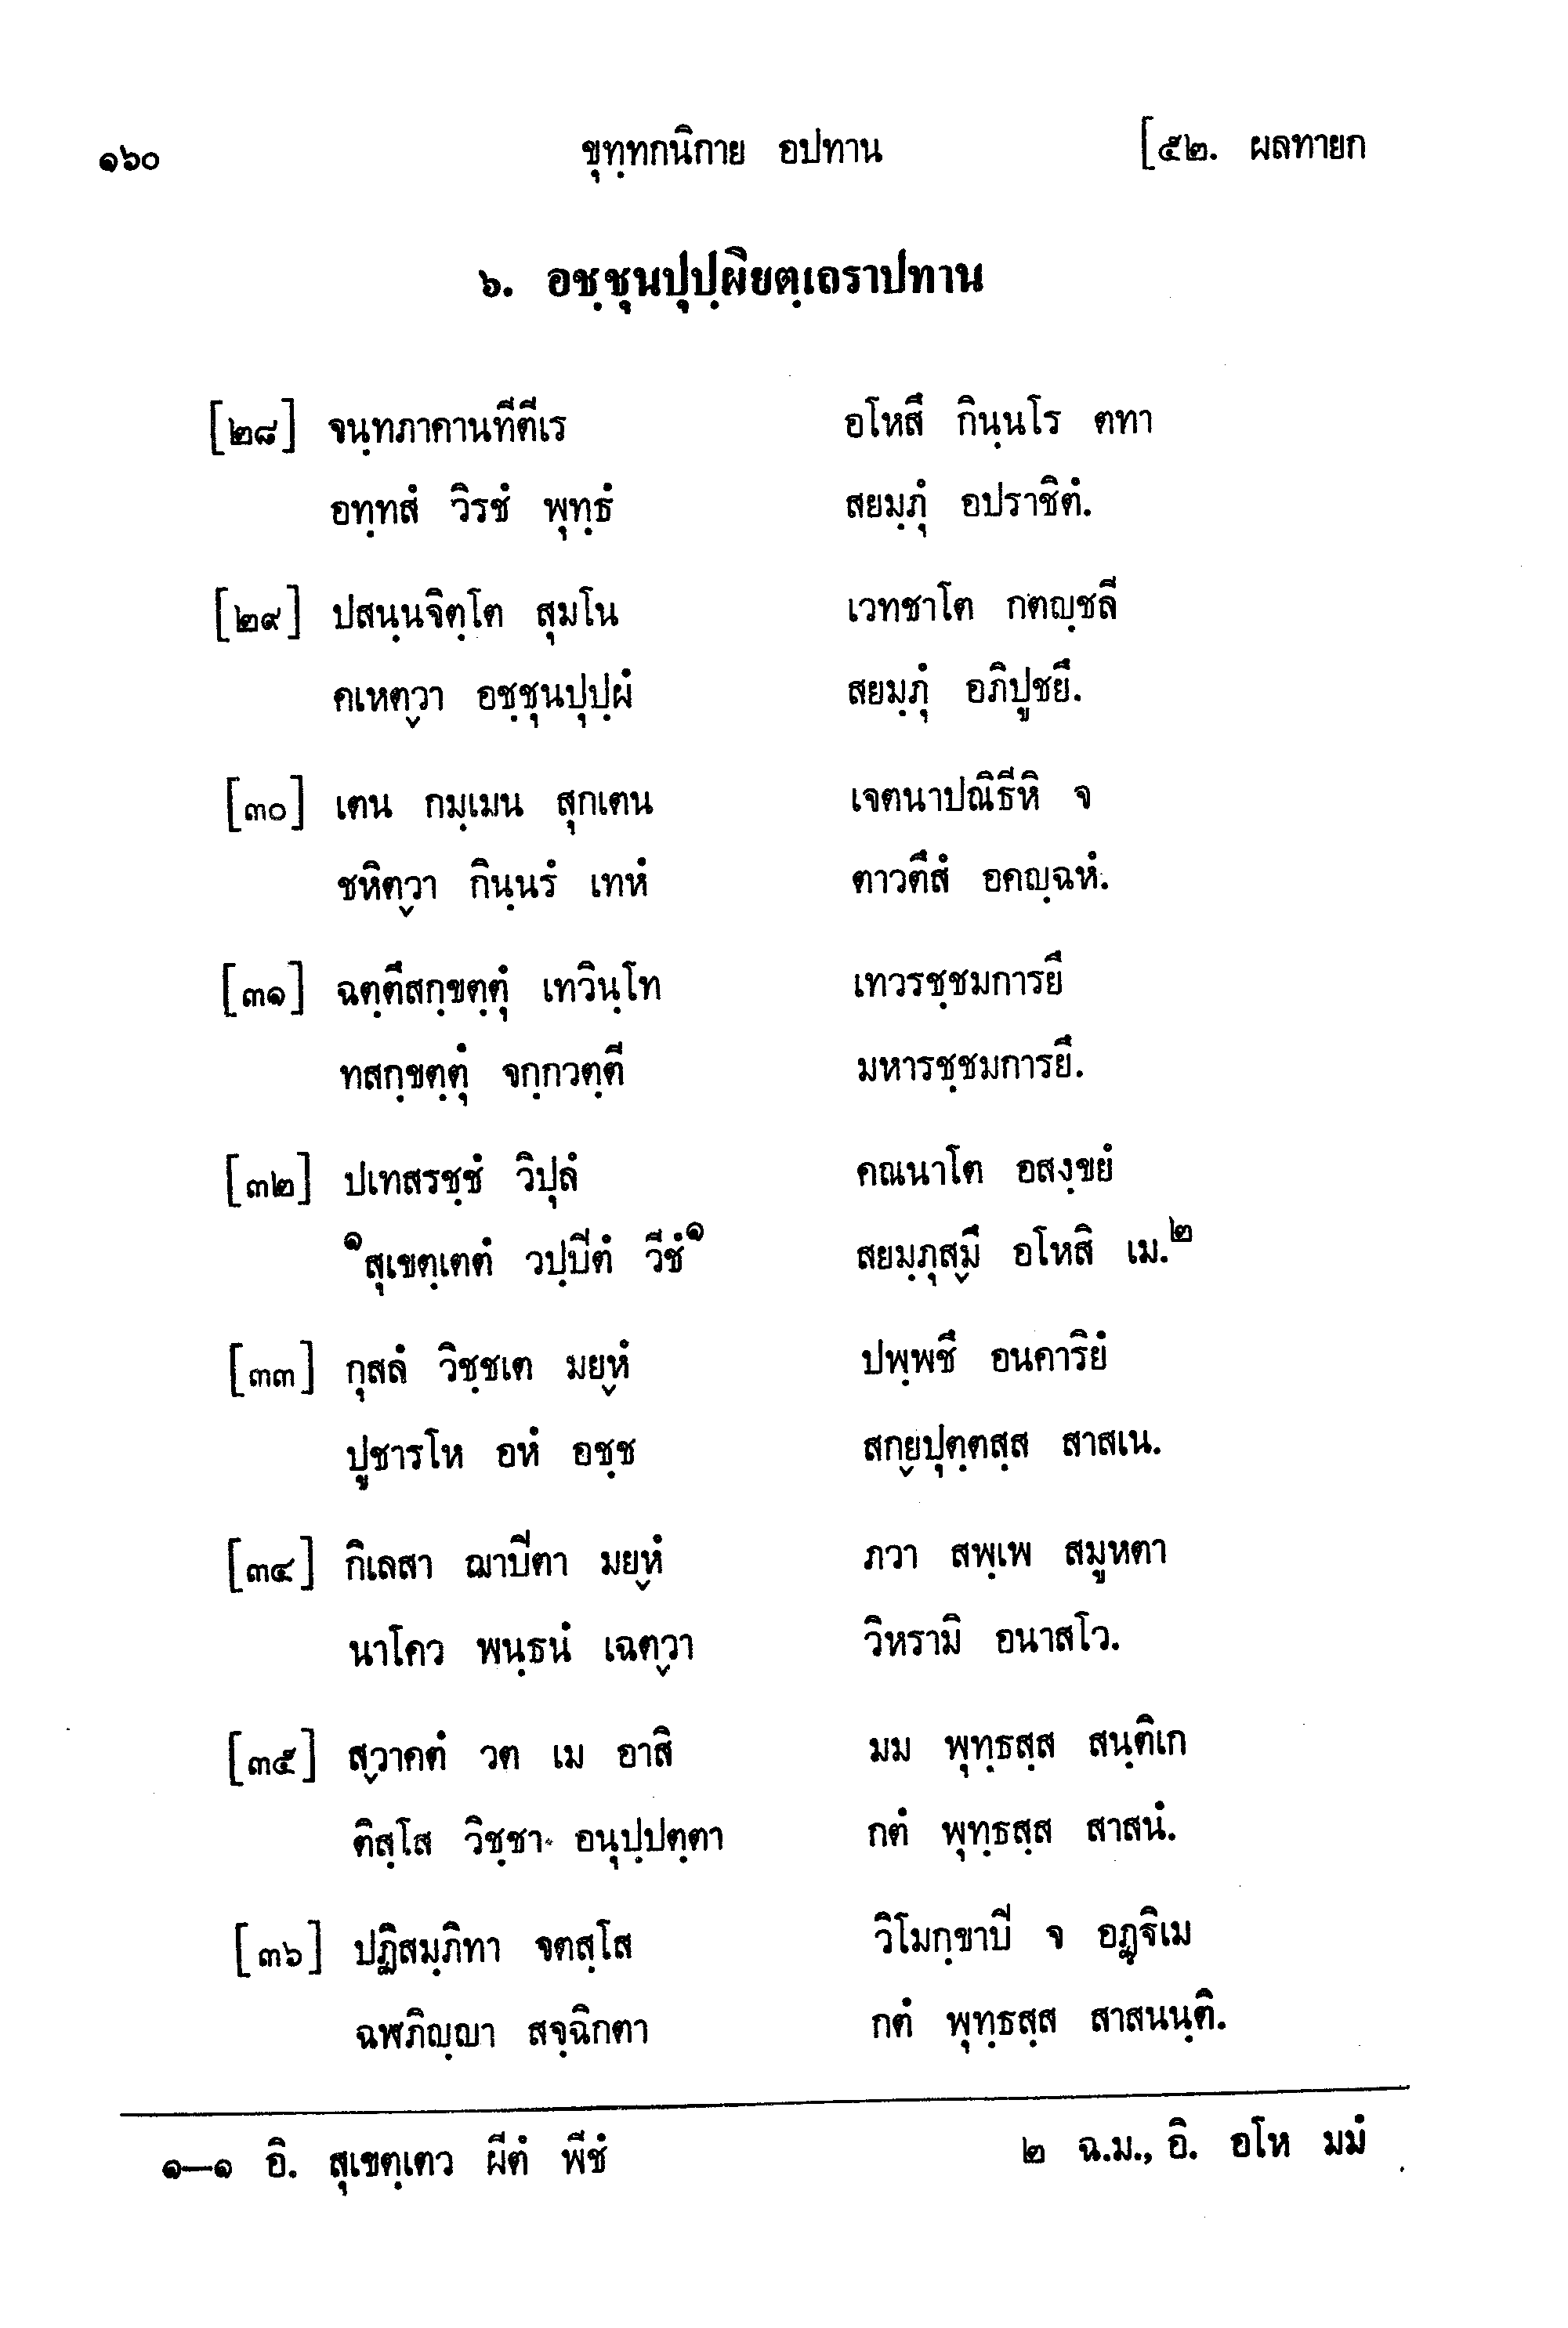 ๑๖๐ ขุทฺทกนิกาย อปทาน [๕๒. ผลทายก
๖. อชฺชุนปุปฺผิยตฺเถราปทาน
[๒๘] จนฺทภาคานทีตีเร อโหสึ กินฺนโร ตทา
อทฺทสํ วิรชํ พุทฺธํ สยมฺภุํ อปราชิตํ.
[๒๙] ปสนฺนจิตฺโต สุมโน เวทชาโต กตญฺชลี
คเหตฺวา อชฺชุนปุปฺผํ สยมฺภุํ อภิปูชยึ.
[๓๐] เตน กมฺเมน สุกเตน เจตนาปณิธีหิ จ
ชหิตฺวา กินฺนรํ เทหํ ตาวตึสํ อคญฺฉหํ.
[๓๑] ฉตฺตึสกฺขตฺตุํ เทวินฺโท เทวรชฺชมการยึ
ทสกฺขตฺตุํ จกฺกวตฺตี มหารชฺชมการยึ.
[๓๒] ปเทสรชฺชํ วิปุลํ คณนาโต อสงฺขยํ
๑สุเขตฺเตตํ วปฺปีตํ วีชํ๑ สยมฺภุสฺมึ อโหสิ เม.๒
[๓๓] กุสลํ วิชฺชเต มยฺหํ ปพฺพชึ อนคาริยํ
ปูชารโห อหํ อชฺช สกฺยปุตฺตสฺส สาสเน.
[๓๔] กิเลสา ฌาปีตา มยฺหํ ภวา สพฺเพ สมูหตา
นาโคว พนฺธนํ เฉตฺวา วิหรามิ อนาสโว.
[๓๕] สฺวาคตํ วต เม อาสิ มม พุทฺธสฺส สนฺติเก
ติสฺโส วิชฺชา อนุปฺปตฺตา กตํ พุทฺธสฺส สาสนํ.
[๓๖] ปฏิสมฺภิทา จตสฺโส วิโมกฺขาปี จ อฏฺฐิเม
ฉฬภิญฺญา สจฺฉิกตา กตํ พุทฺธสฺส สาสนนฺติ.
๑–๑ อิ. สุเขตฺเตว ผีตํ พีชํ ๒ ฉ.ม., อิ. อโห มมํ